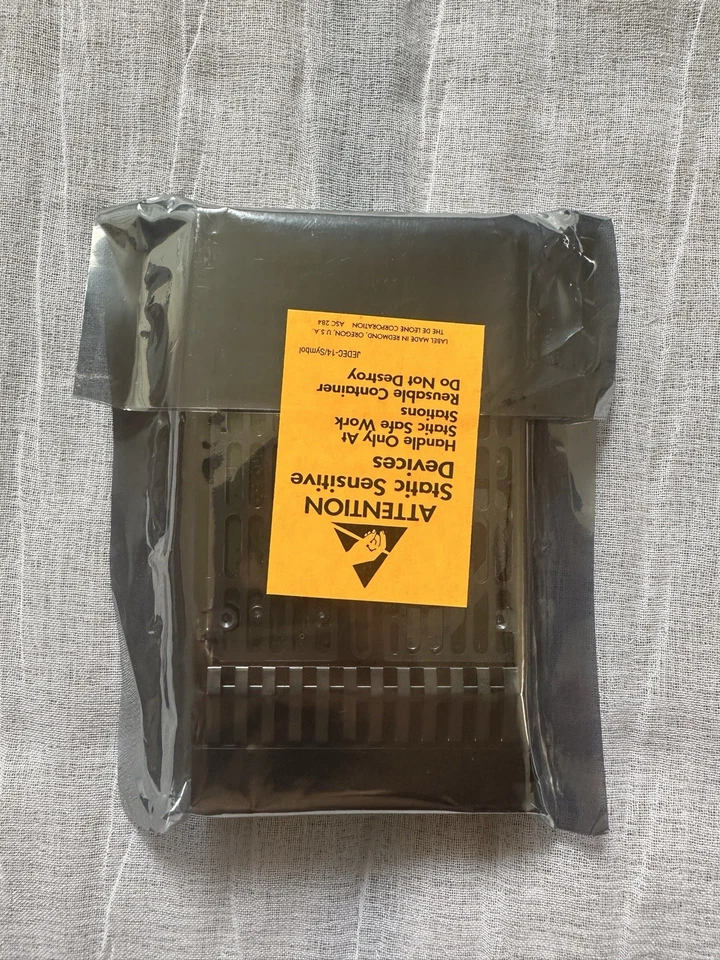 ATTENTION
Static Sensitive
Devices
Handle Only At
Static Safe Work
Stations
Reusable Container
Do Not Destroy
JEDEC-14/Symbol
LABEL MADE IN REDMOND, OREGON, U.S.A.
THE DE LEONE CORPORATION ASC 284